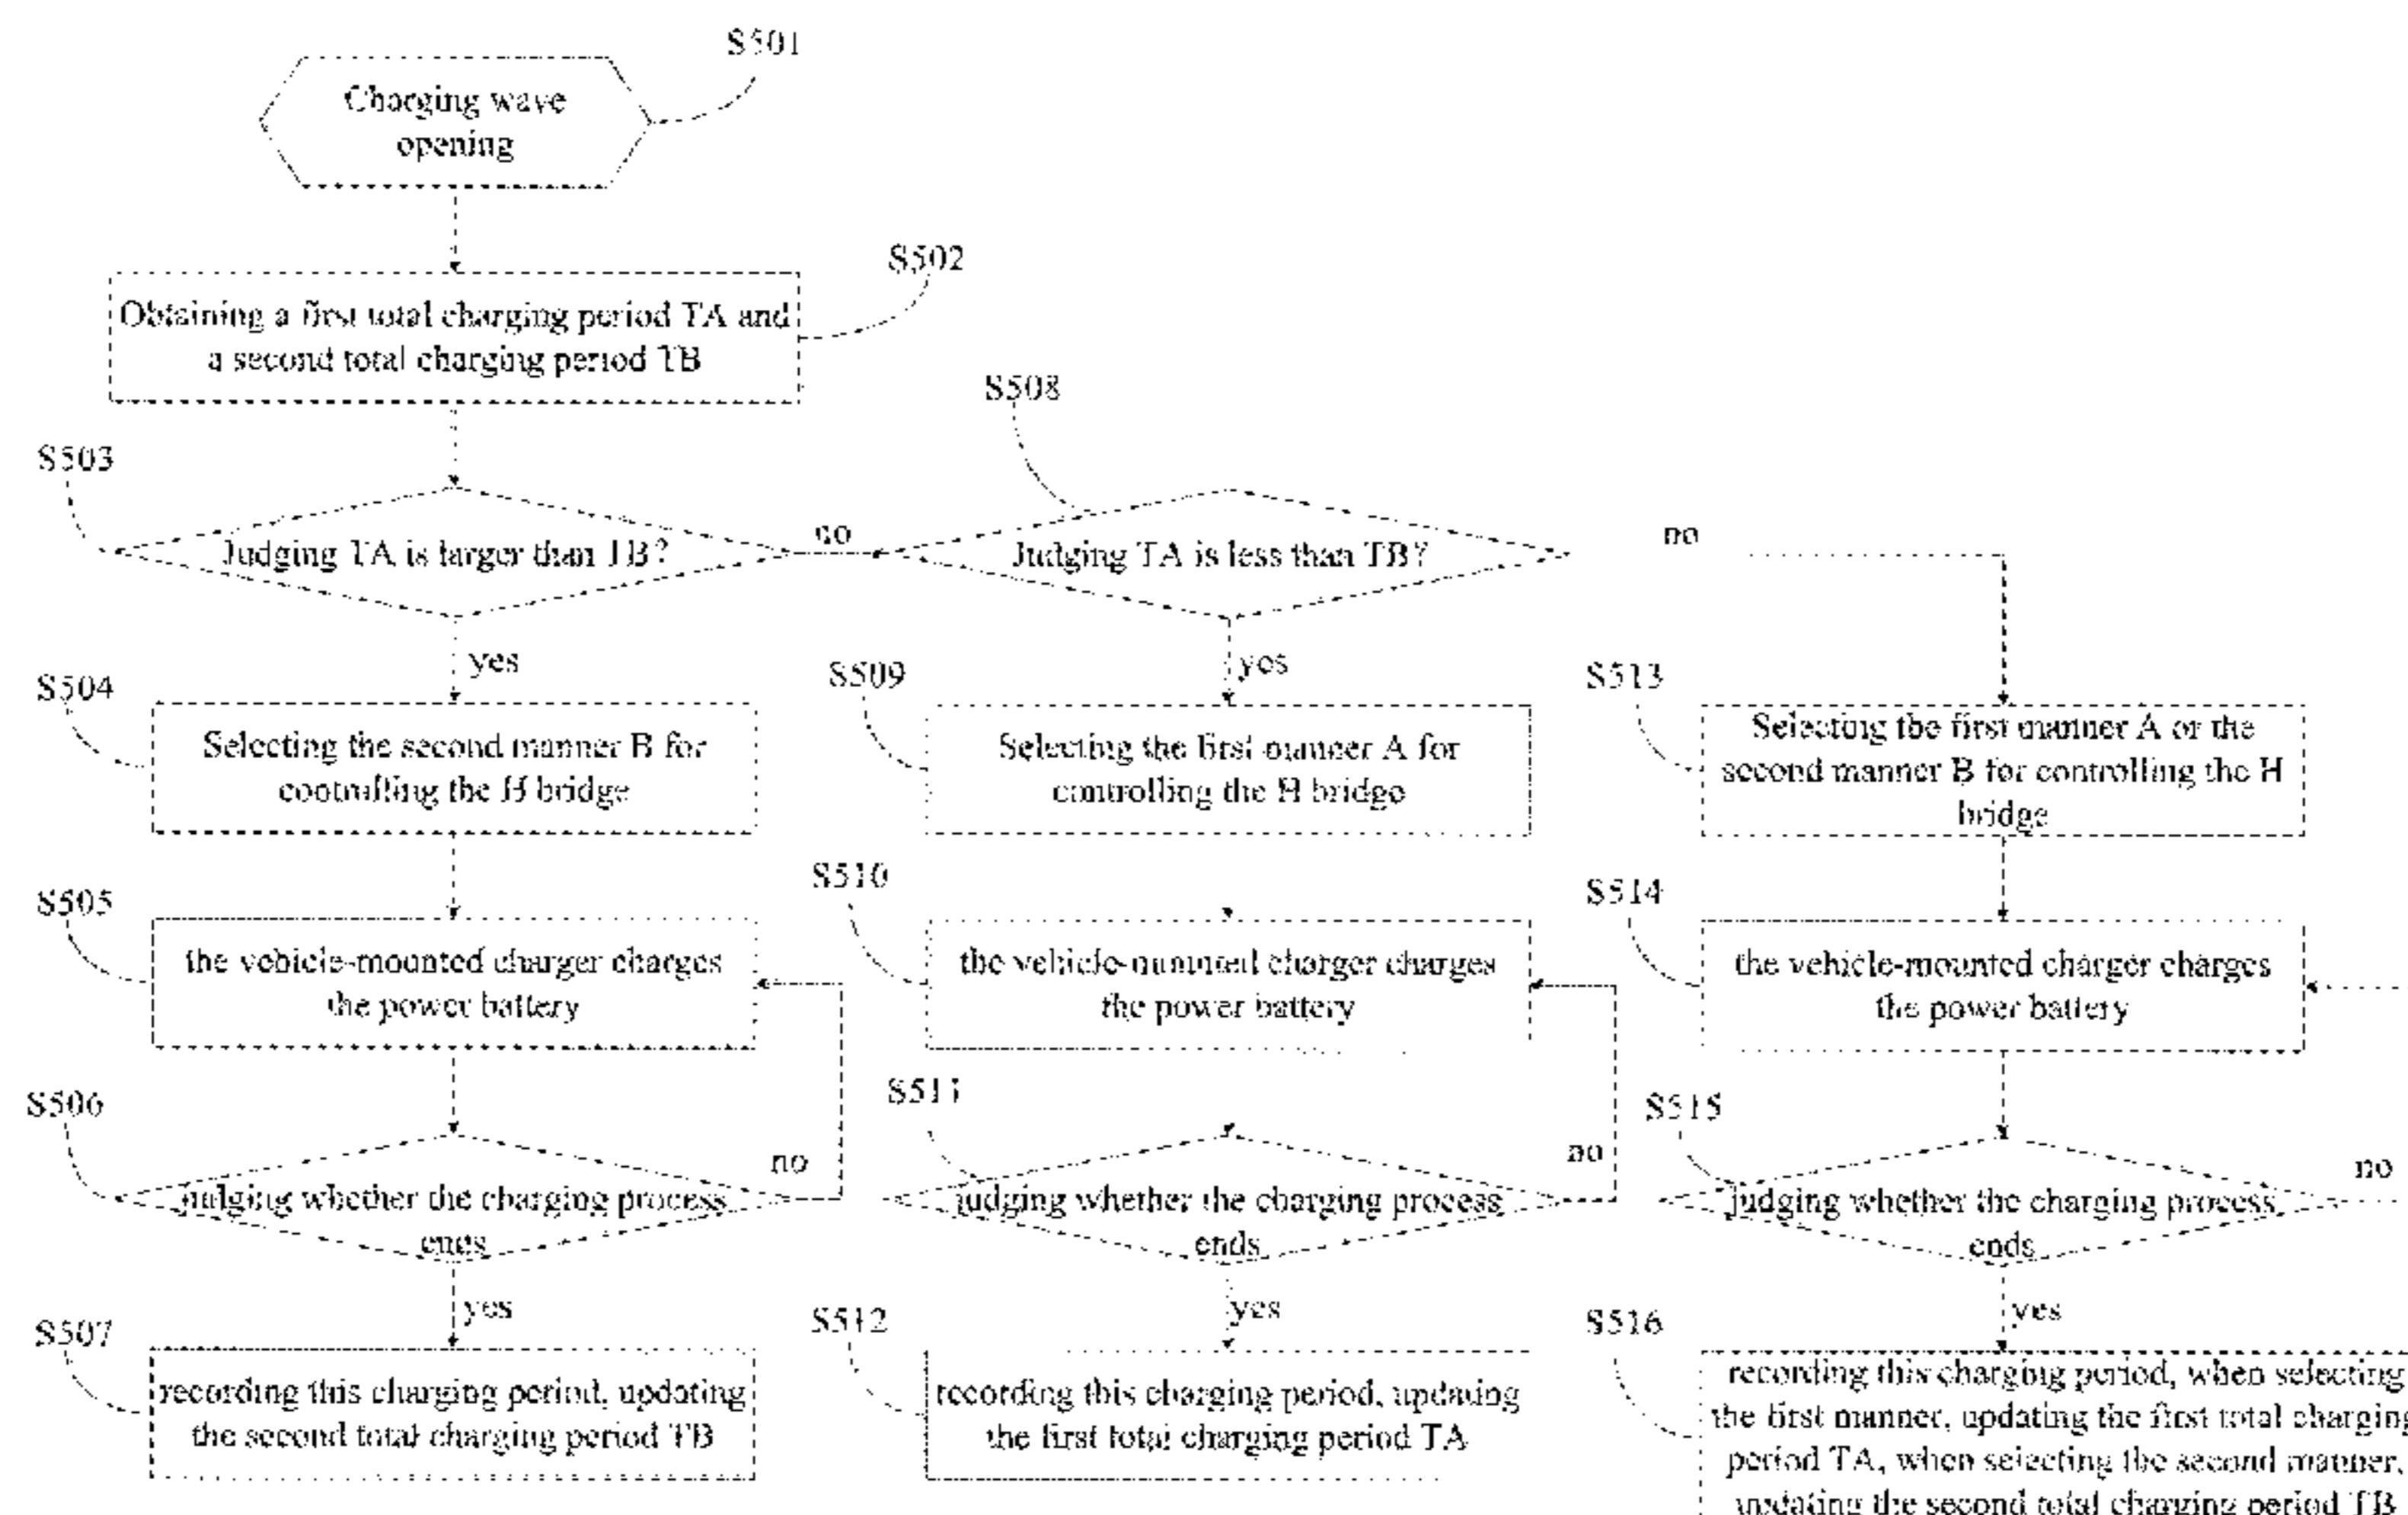 S501
Charging wave
opening
S502
Obtaining a first total charging period TA and
a second total charging period TB
S508
S503
Judging TA is larger than TB?
no
Judging TA is less than TB?
no
yes
yes
S504
Selecting the second manner B for
controlling the H bridge
S509
Selecting the first manner A for
controlling the H bridge
S513
Selecting the first manner A or the
second manner B for controlling the H
bridge
S505
the vehicle-mounted charger charges
the power battery
S510
the vehicle-mounted charger charges
the power battery
S514
the vehicle-mounted charger charges
the power battery
S506
judging whether the charging process
ends
no
S511
judging whether the charging process
ends
no
S515
judging whether the charging process
ends
no
yes
yes
yes
S507
recording this charging period, updating
the second total charging period TB
S512
recording this charging period, updating
the first total charging period TA
S516
recording this charging period, when selecting
the first manner, updating the first total charging
period TA, when selecting the second manner,
updating the second total charging period TB